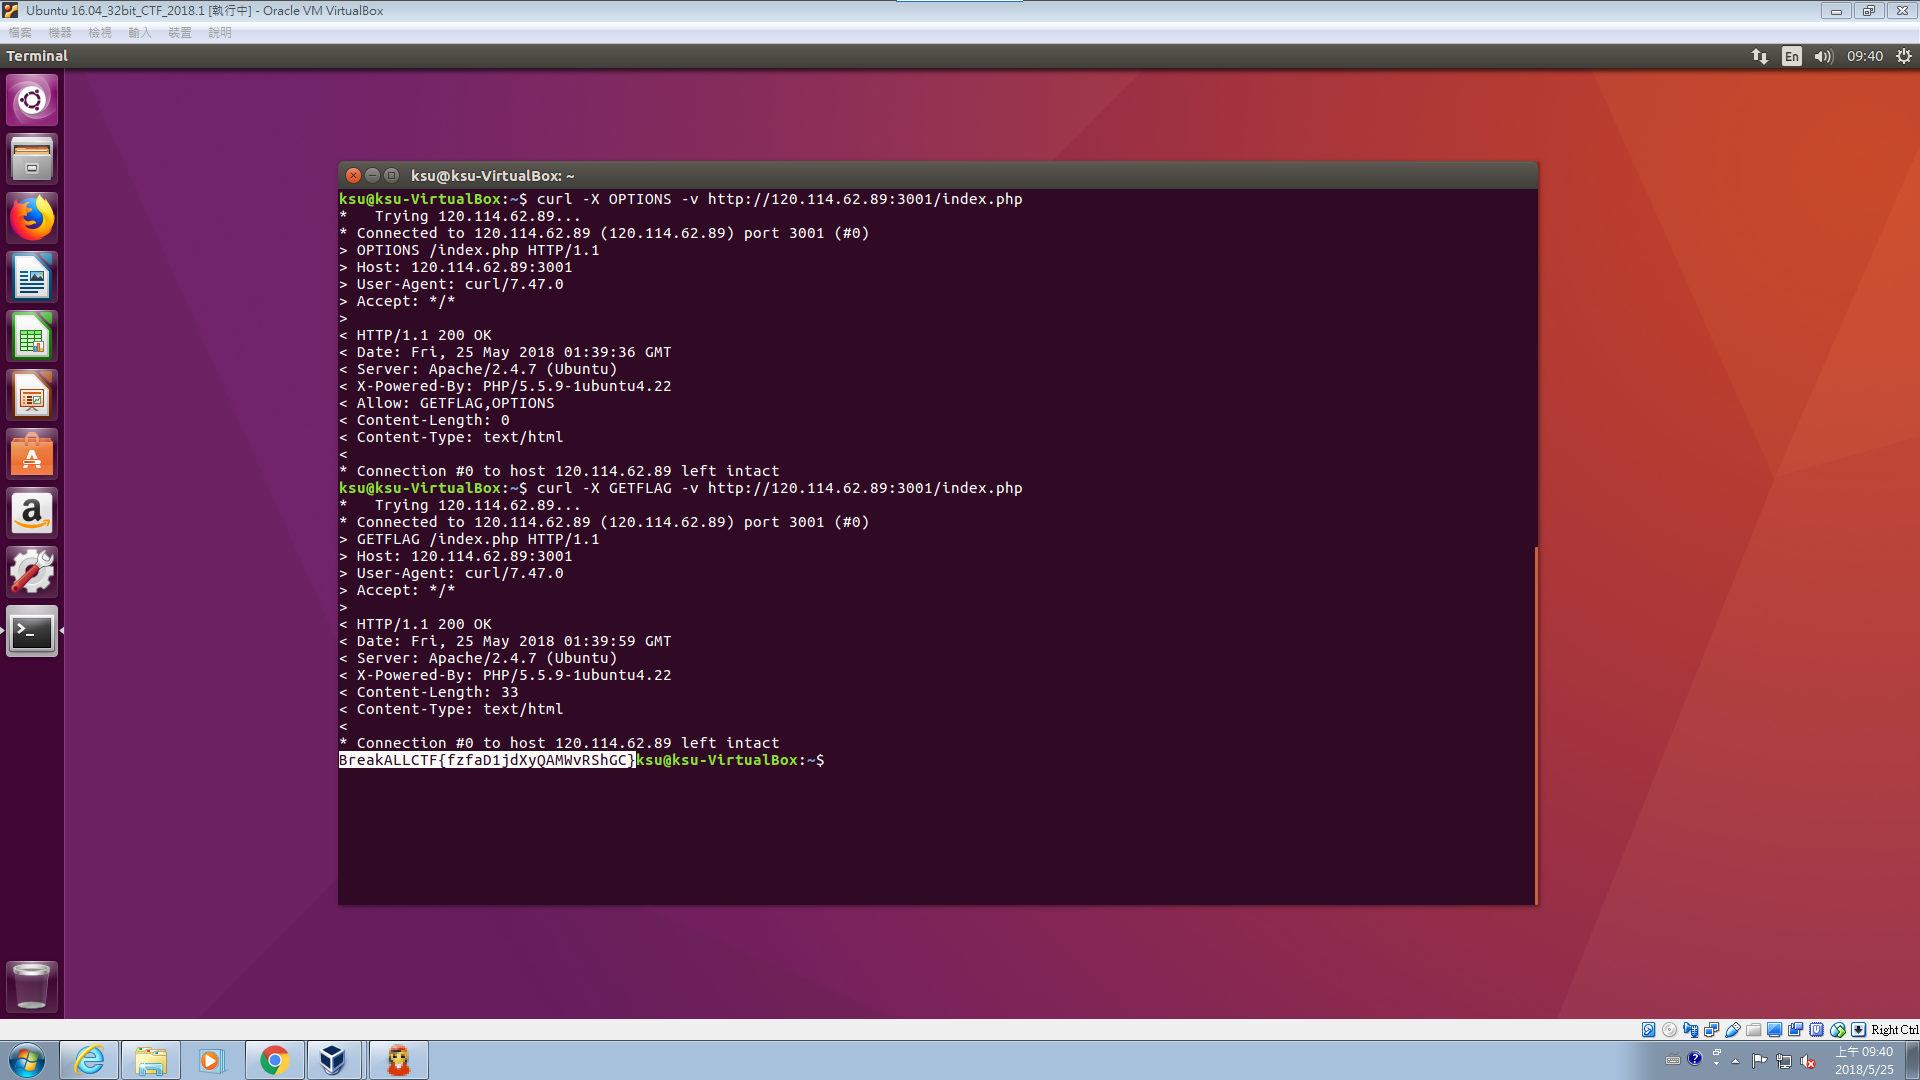 Ubuntu 16.04_32bit_CTF_2018.1 [執行中] - Oracle VM VirtualBox
檔案 機器 檢視 輸入 裝置 說明
Terminal En 09:40
ksu@ksu-VirtualBox: ~
ksu@ksu-VirtualBox:~$ curl -X OPTIONS -v http://120.114.62.89:3001/index.php
*   Trying 120.114.62.89...
* Connected to 120.114.62.89 (120.114.62.89) port 3001 (#0)
> OPTIONS /index.php HTTP/1.1
> Host: 120.114.62.89:3001
> User-Agent: curl/7.47.0
> Accept: */*
>
< HTTP/1.1 200 OK
< Date: Fri, 25 May 2018 01:39:36 GMT
< Server: Apache/2.4.7 (Ubuntu)
< X-Powered-By: PHP/5.5.9-1ubuntu4.22
< Allow: GETFLAG,OPTIONS
< Content-Length: 0
< Content-Type: text/html
<
* Connection #0 to host 120.114.62.89 left intact
ksu@ksu-VirtualBox:~$ curl -X GETFLAG -v http://120.114.62.89:3001/index.php
*   Trying 120.114.62.89...
* Connected to 120.114.62.89 (120.114.62.89) port 3001 (#0)
> GETFLAG /index.php HTTP/1.1
> Host: 120.114.62.89:3001
> User-Agent: curl/7.47.0
> Accept: */*
>
< HTTP/1.1 200 OK
< Date: Fri, 25 May 2018 01:39:59 GMT
< Server: Apache/2.4.7 (Ubuntu)
< X-Powered-By: PHP/5.5.9-1ubuntu4.22
< Content-Length: 33
< Content-Type: text/html
<
* Connection #0 to host 120.114.62.89 left intact
BreakALLCTF{fzfaD1jdXyQAMWvRShGC}ksu@ksu-VirtualBox:~$
Right Ctrl
上午 09:40
2018/5/25